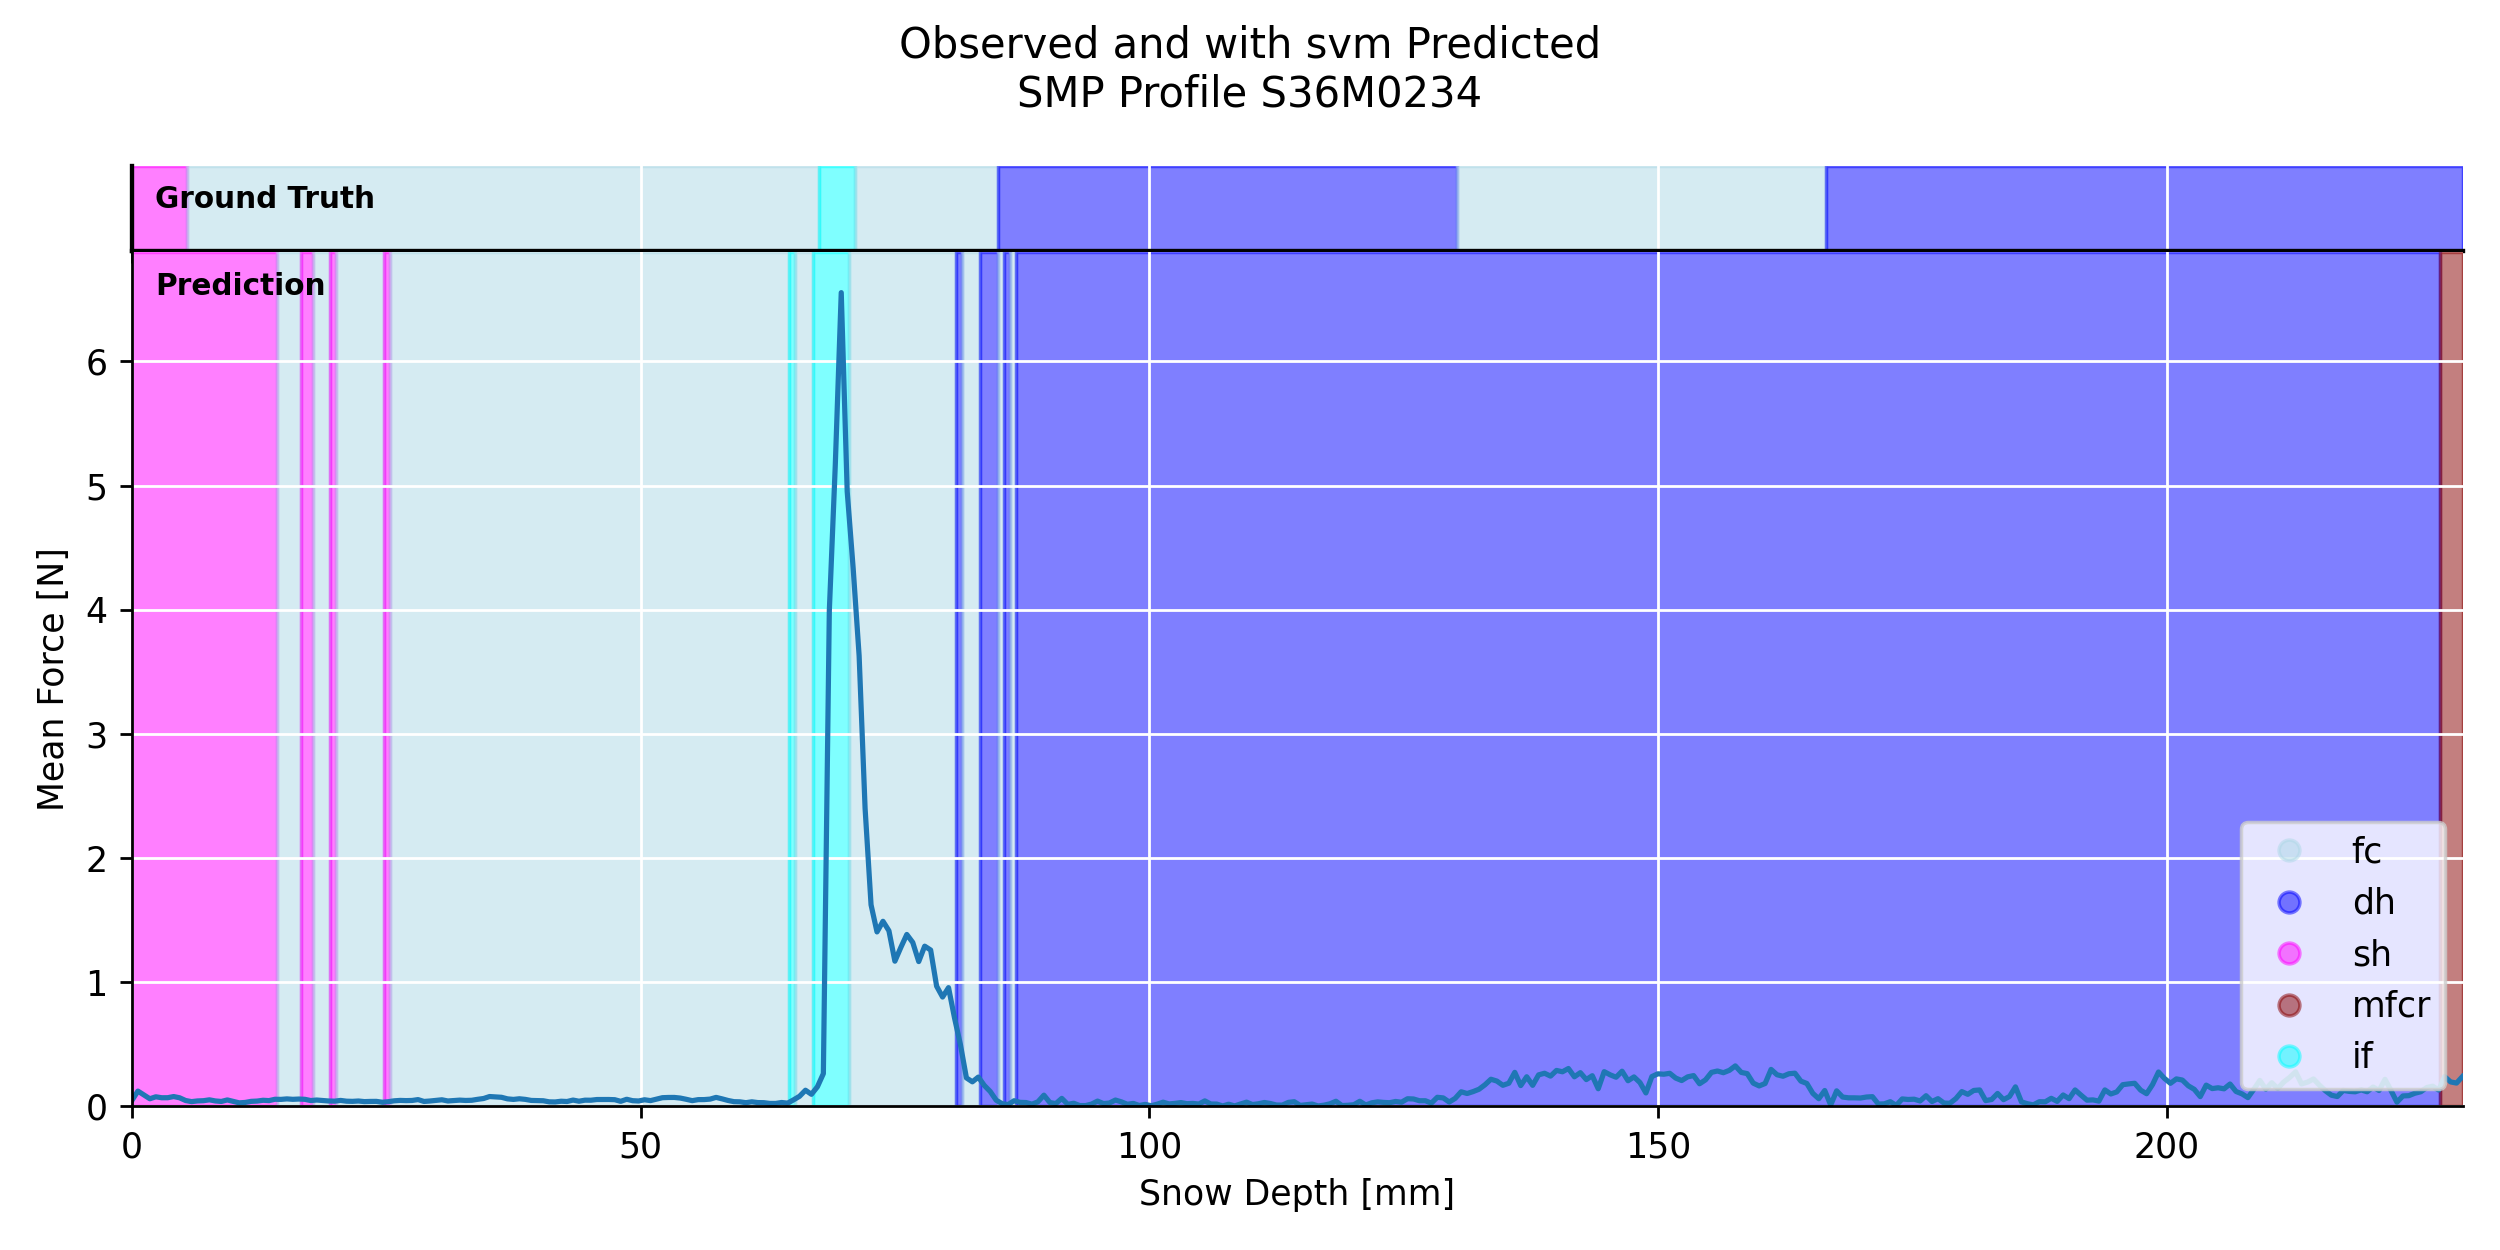 Observed and with svm Predicted
SMP Profile S36M0234
Ground Truth
Prediction
6
5
4
3
2
1
0
Mean Force [N]
fc
dh
sh
mfcr
if
0 50 100 150 200
Snow Depth [mm]